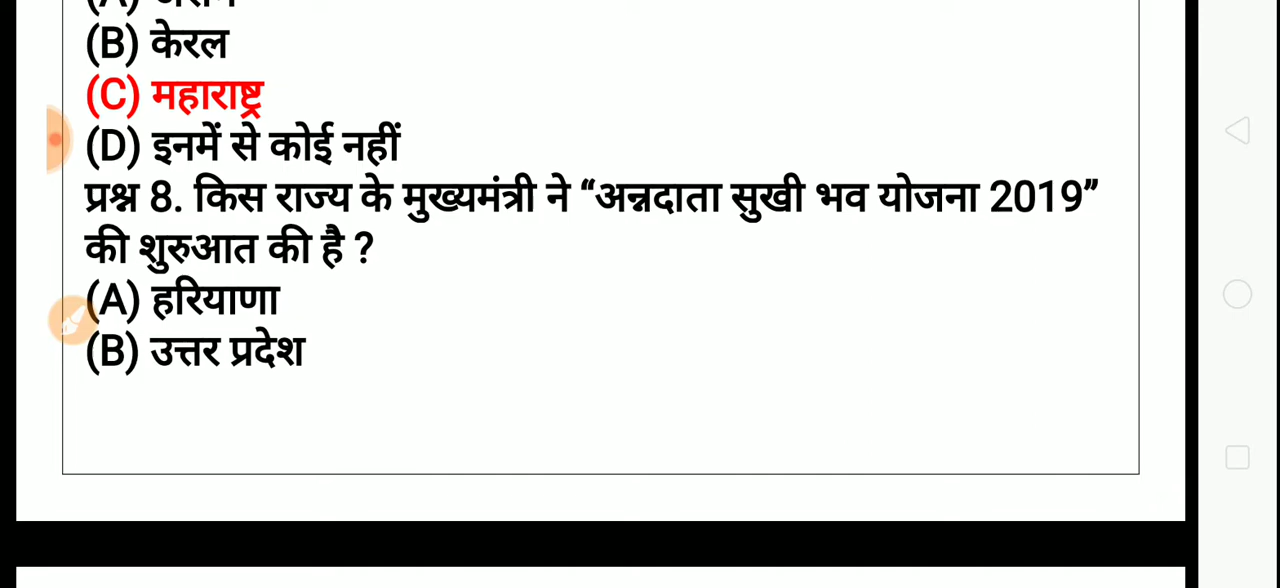 (B) केरल
(C) महाराष्ट्र
(D) इनमें से कोई नहीं
प्रश्न 8. किस राज्य के मुख्यमंत्री ने “अन्नदाता सुखी भव योजना 2019”
की शुरुआत की है ?
(A) हरियाणा
(B) उत्तर प्रदेश